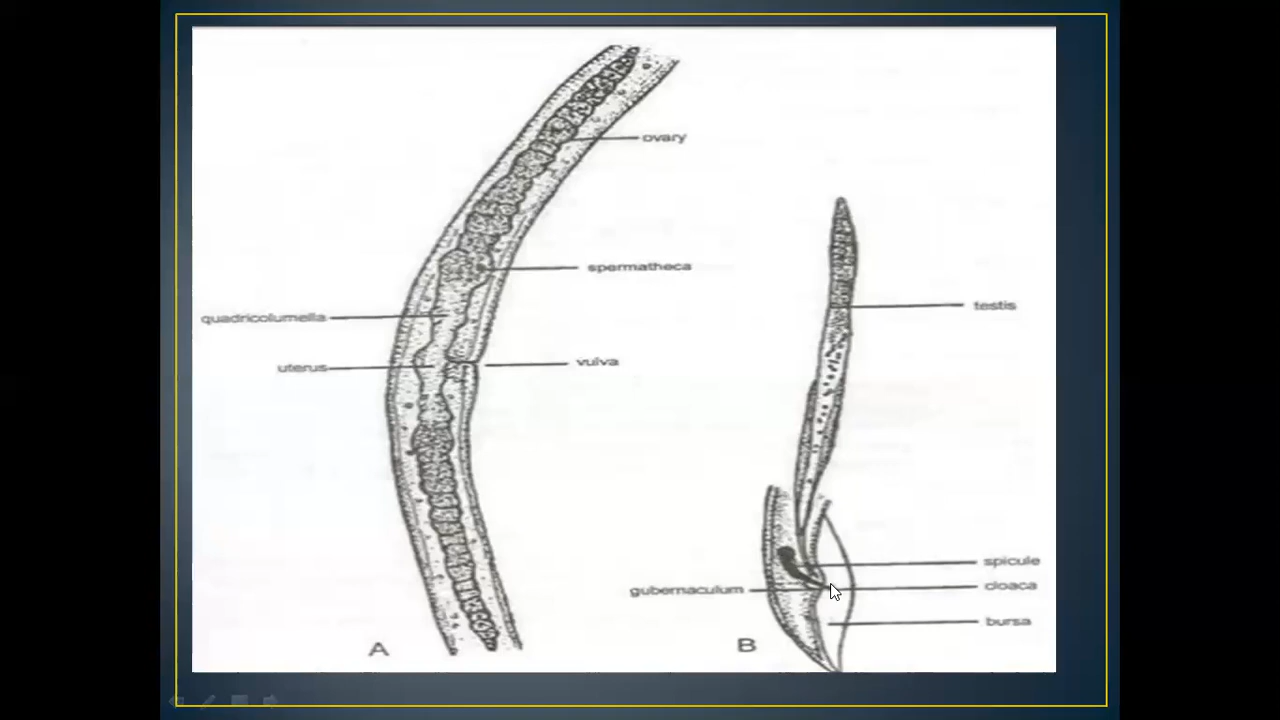 ovary
spermatheca
quadricolumella
uterus
vulva
testis
spicule
cloaca
gubernaculum
bursa
A
B